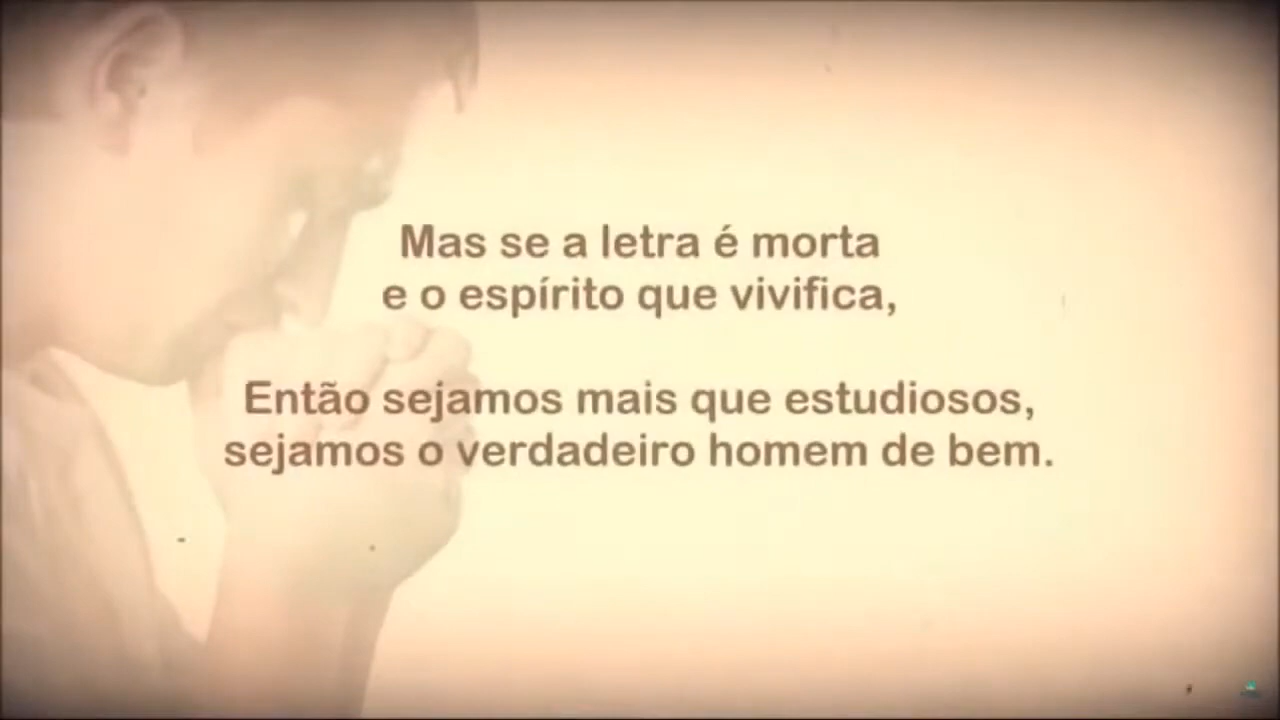 Mas se a letra é morta
e o espírito que vivifica,
Então sejamos mais que estudiosos,
sejamos o verdadeiro homem de bem.